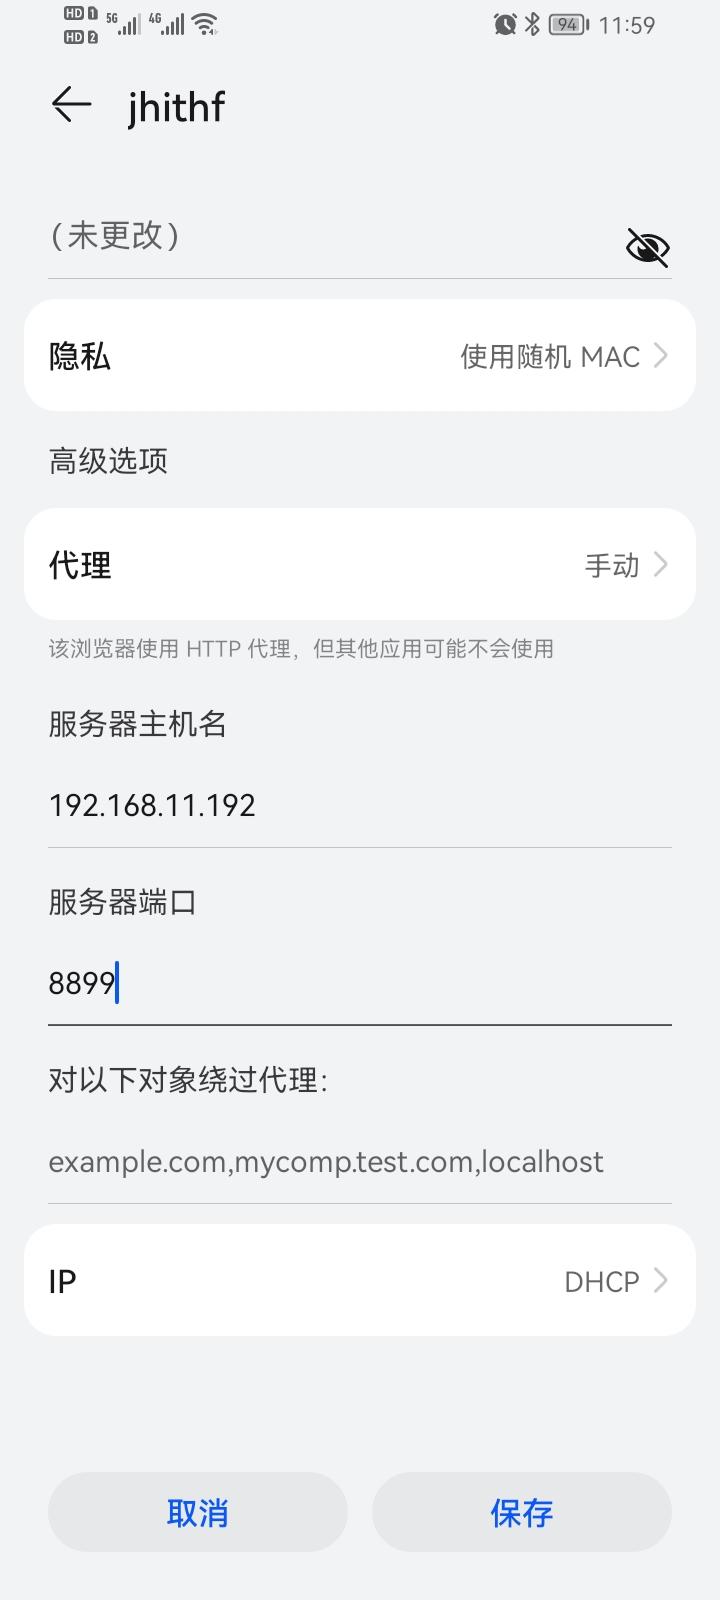 HD 1 5G 4G
HD 2
94 11:59
jhithf
（未更改）
隐私 使用随机 MAC
高级选项
代理 手动
该浏览器使用 HTTP 代理，但其他应用可能不会使用
服务器主机名
192.168.11.192
服务器端口
8899
对以下对象绕过代理：
example.com,mycomp.test.com,localhost
IP DHCP
取消 保存